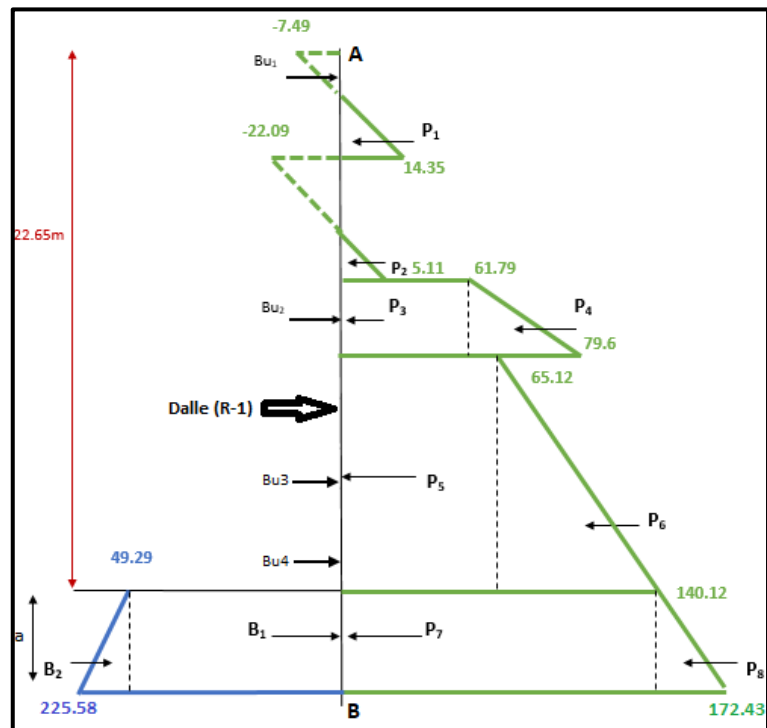 -7.49
A
Bu₁
-22.09
P₁
14.35
22.65m
P₂
5.11
61.79
Bu₂
P₃
P₄
79.6
65.12
Dalle (R-1)
Bu3
P₅
P₆
Bu4
49.29
140.12
a
B₁
P₇
B₂
P₈
225.58
B
172.43